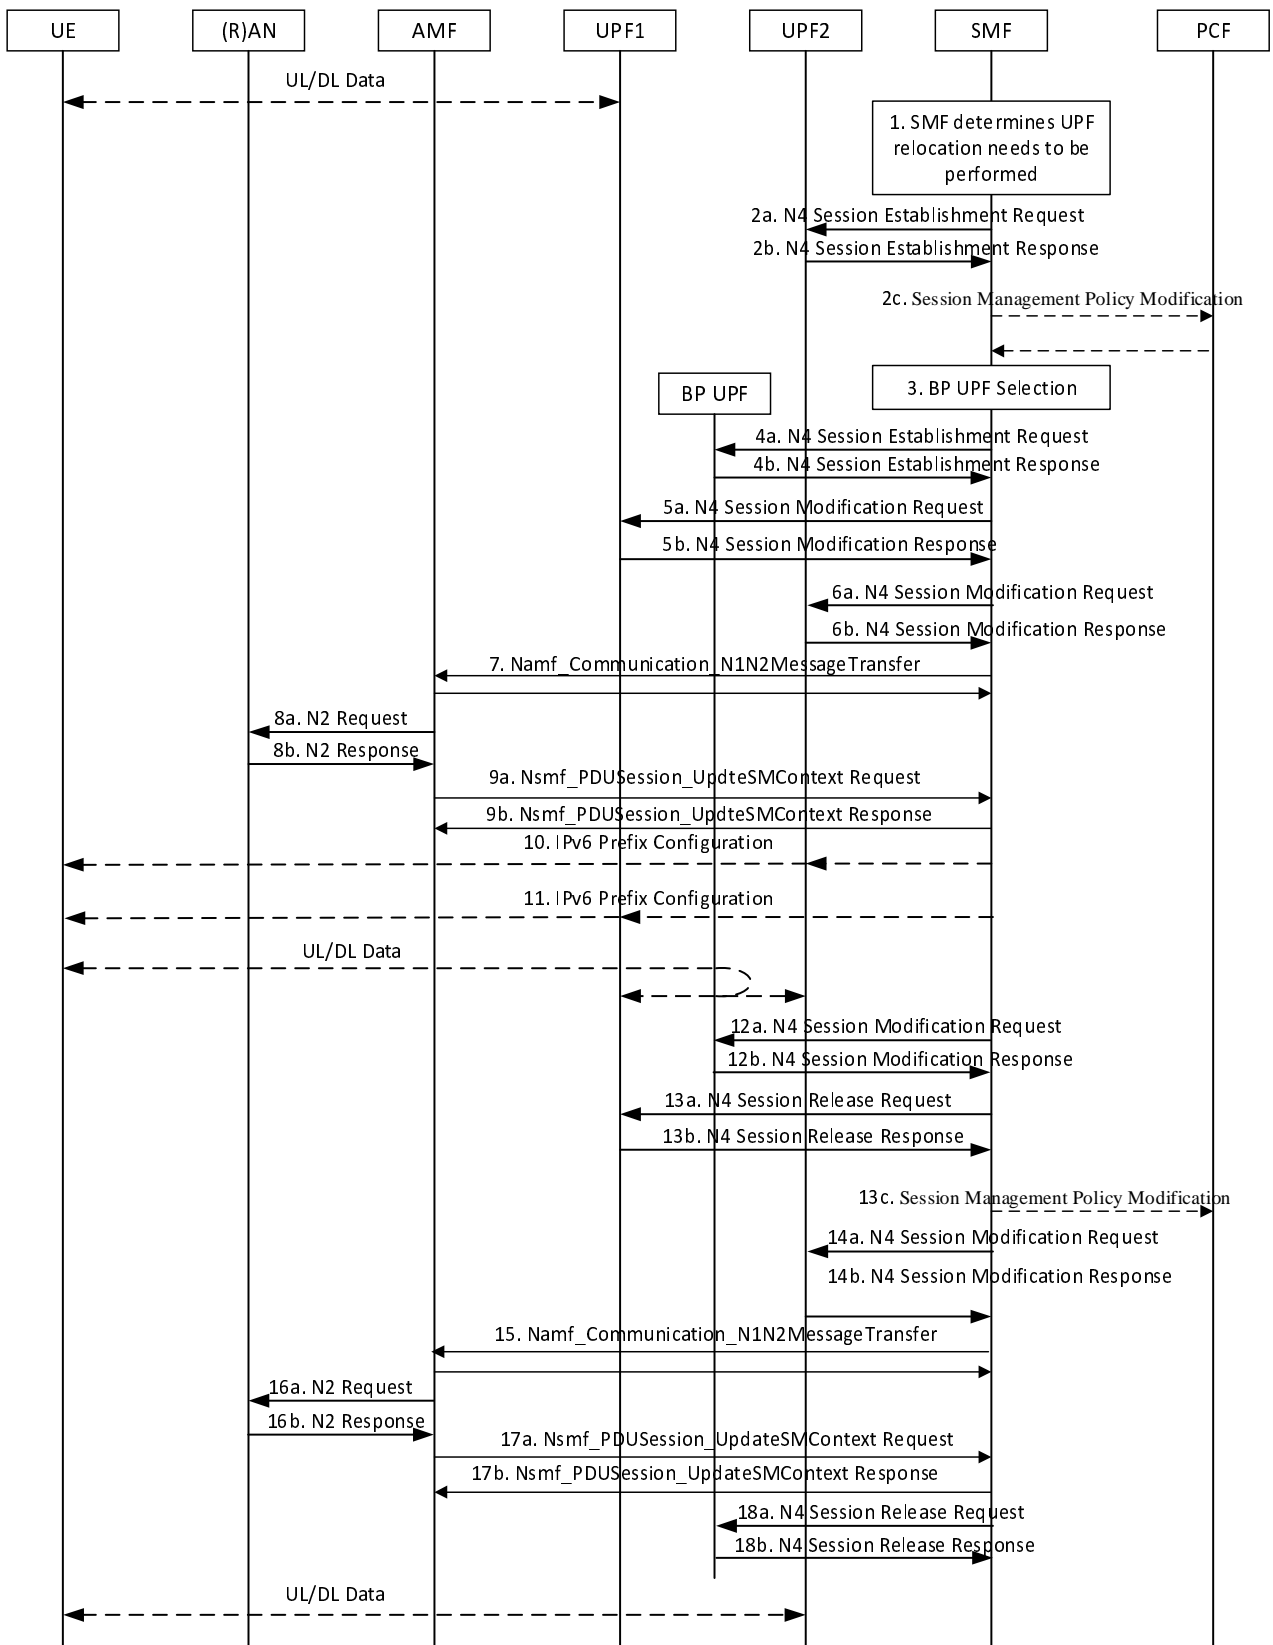 UE
(R)AN
AMF
UPF1
UPF2
SMF
PCF
UL/DL Data
1. SMF determines UPF
relocation needs to be
performed
2a. N4 Session Establishment Request
2b. N4 Session Establishment Response
2c. Session Management Policy Modification
BP UPF
3. BP UPF Selection
4a. N4 Session Establishment Request
4b. N4 Session Establishment Response
5a. N4 Session Modification Request
5b. N4 Session Modification Response
6a. N4 Session Modification Request
6b. N4 Session Modification Response
7. Namf_Communication_N1N2MessageTransfer
8a. N2 Request
8b. N2 Response
9a. Nsmf_PDUSession_UpdteSMContext Request
9b. Nsmf_PDUSession_UpdteSMContext Response
10. IPv6 Prefix Configuration
11. IPv6 Prefix Configuration
UL/DL Data
12a. N4 Session Modification Request
12b. N4 Session Modification Response
13a. N4 Session Release Request
13b. N4 Session Release Response
13c. Session Management Policy Modification
14a. N4 Session Modification Request
14b. N4 Session Modification Response
15. Namf_Communication_N1N2MessageTransfer
16a. N2 Request
16b. N2 Response
17a. Nsmf_PDUSession_UpdateSMContext Request
17b. Nsmf_PDUSession_UpdateSMContext Response
18a. N4 Session Release Request
18b. N4 Session Release Response
UL/DL Data